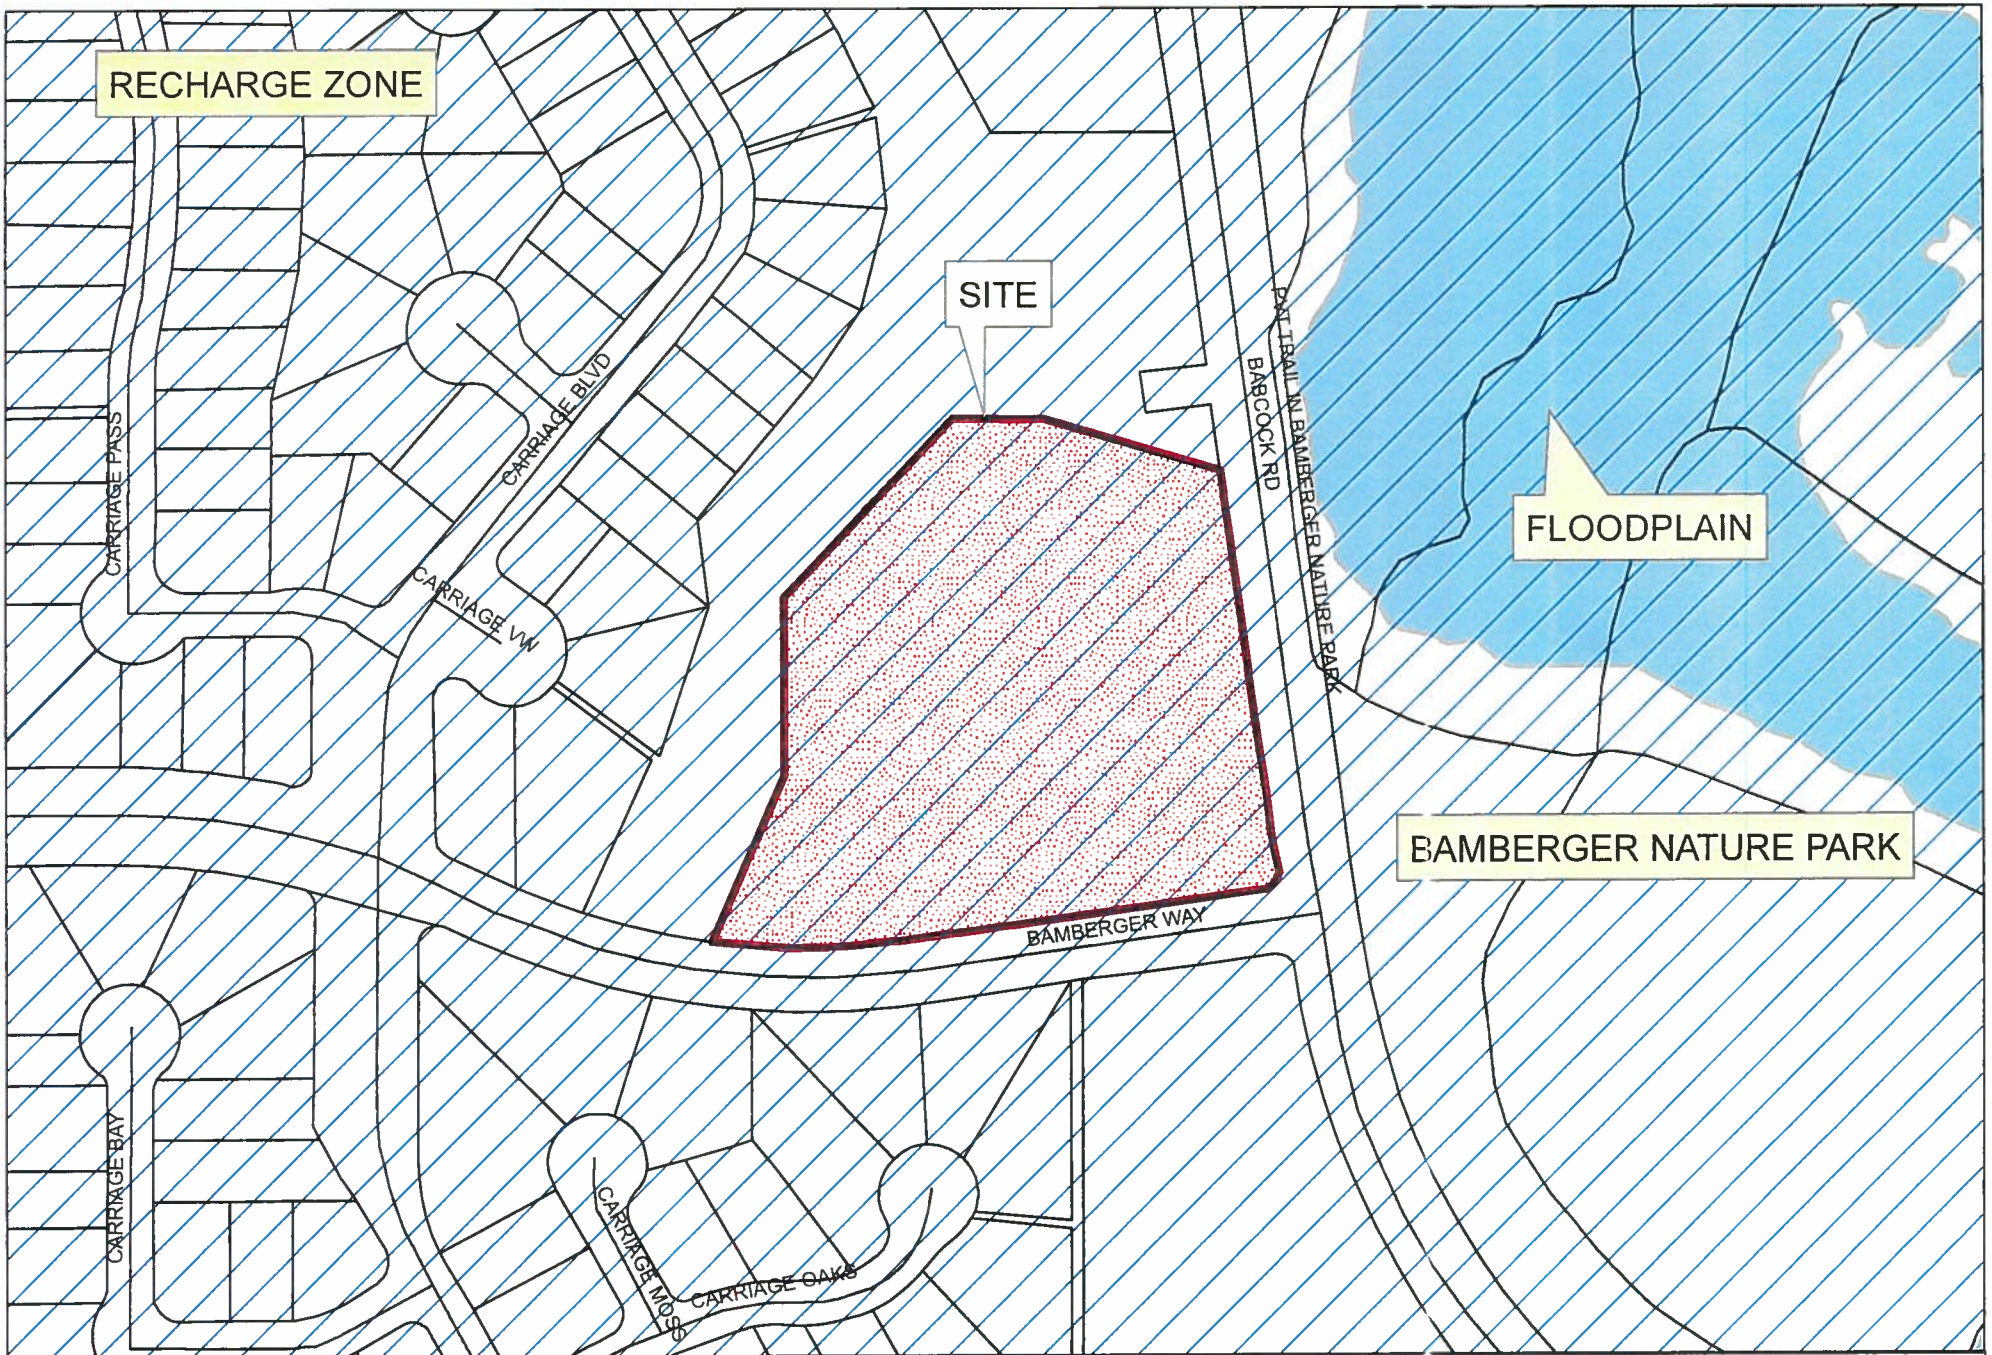 RECHARGE ZONE
SITE
PVT TRAIL IN BAMBERGER NATURE PARK
BABCOCK RD
CARRIAGE BLVD
CARRIAGE PASS
FLOODPLAIN
CARRIAGE VW
BAMBERGER NATURE PARK
BAMBERGER WAY
CARRIAGE BAY
CARRIAGE MOSS
CARRIAGE OAKS